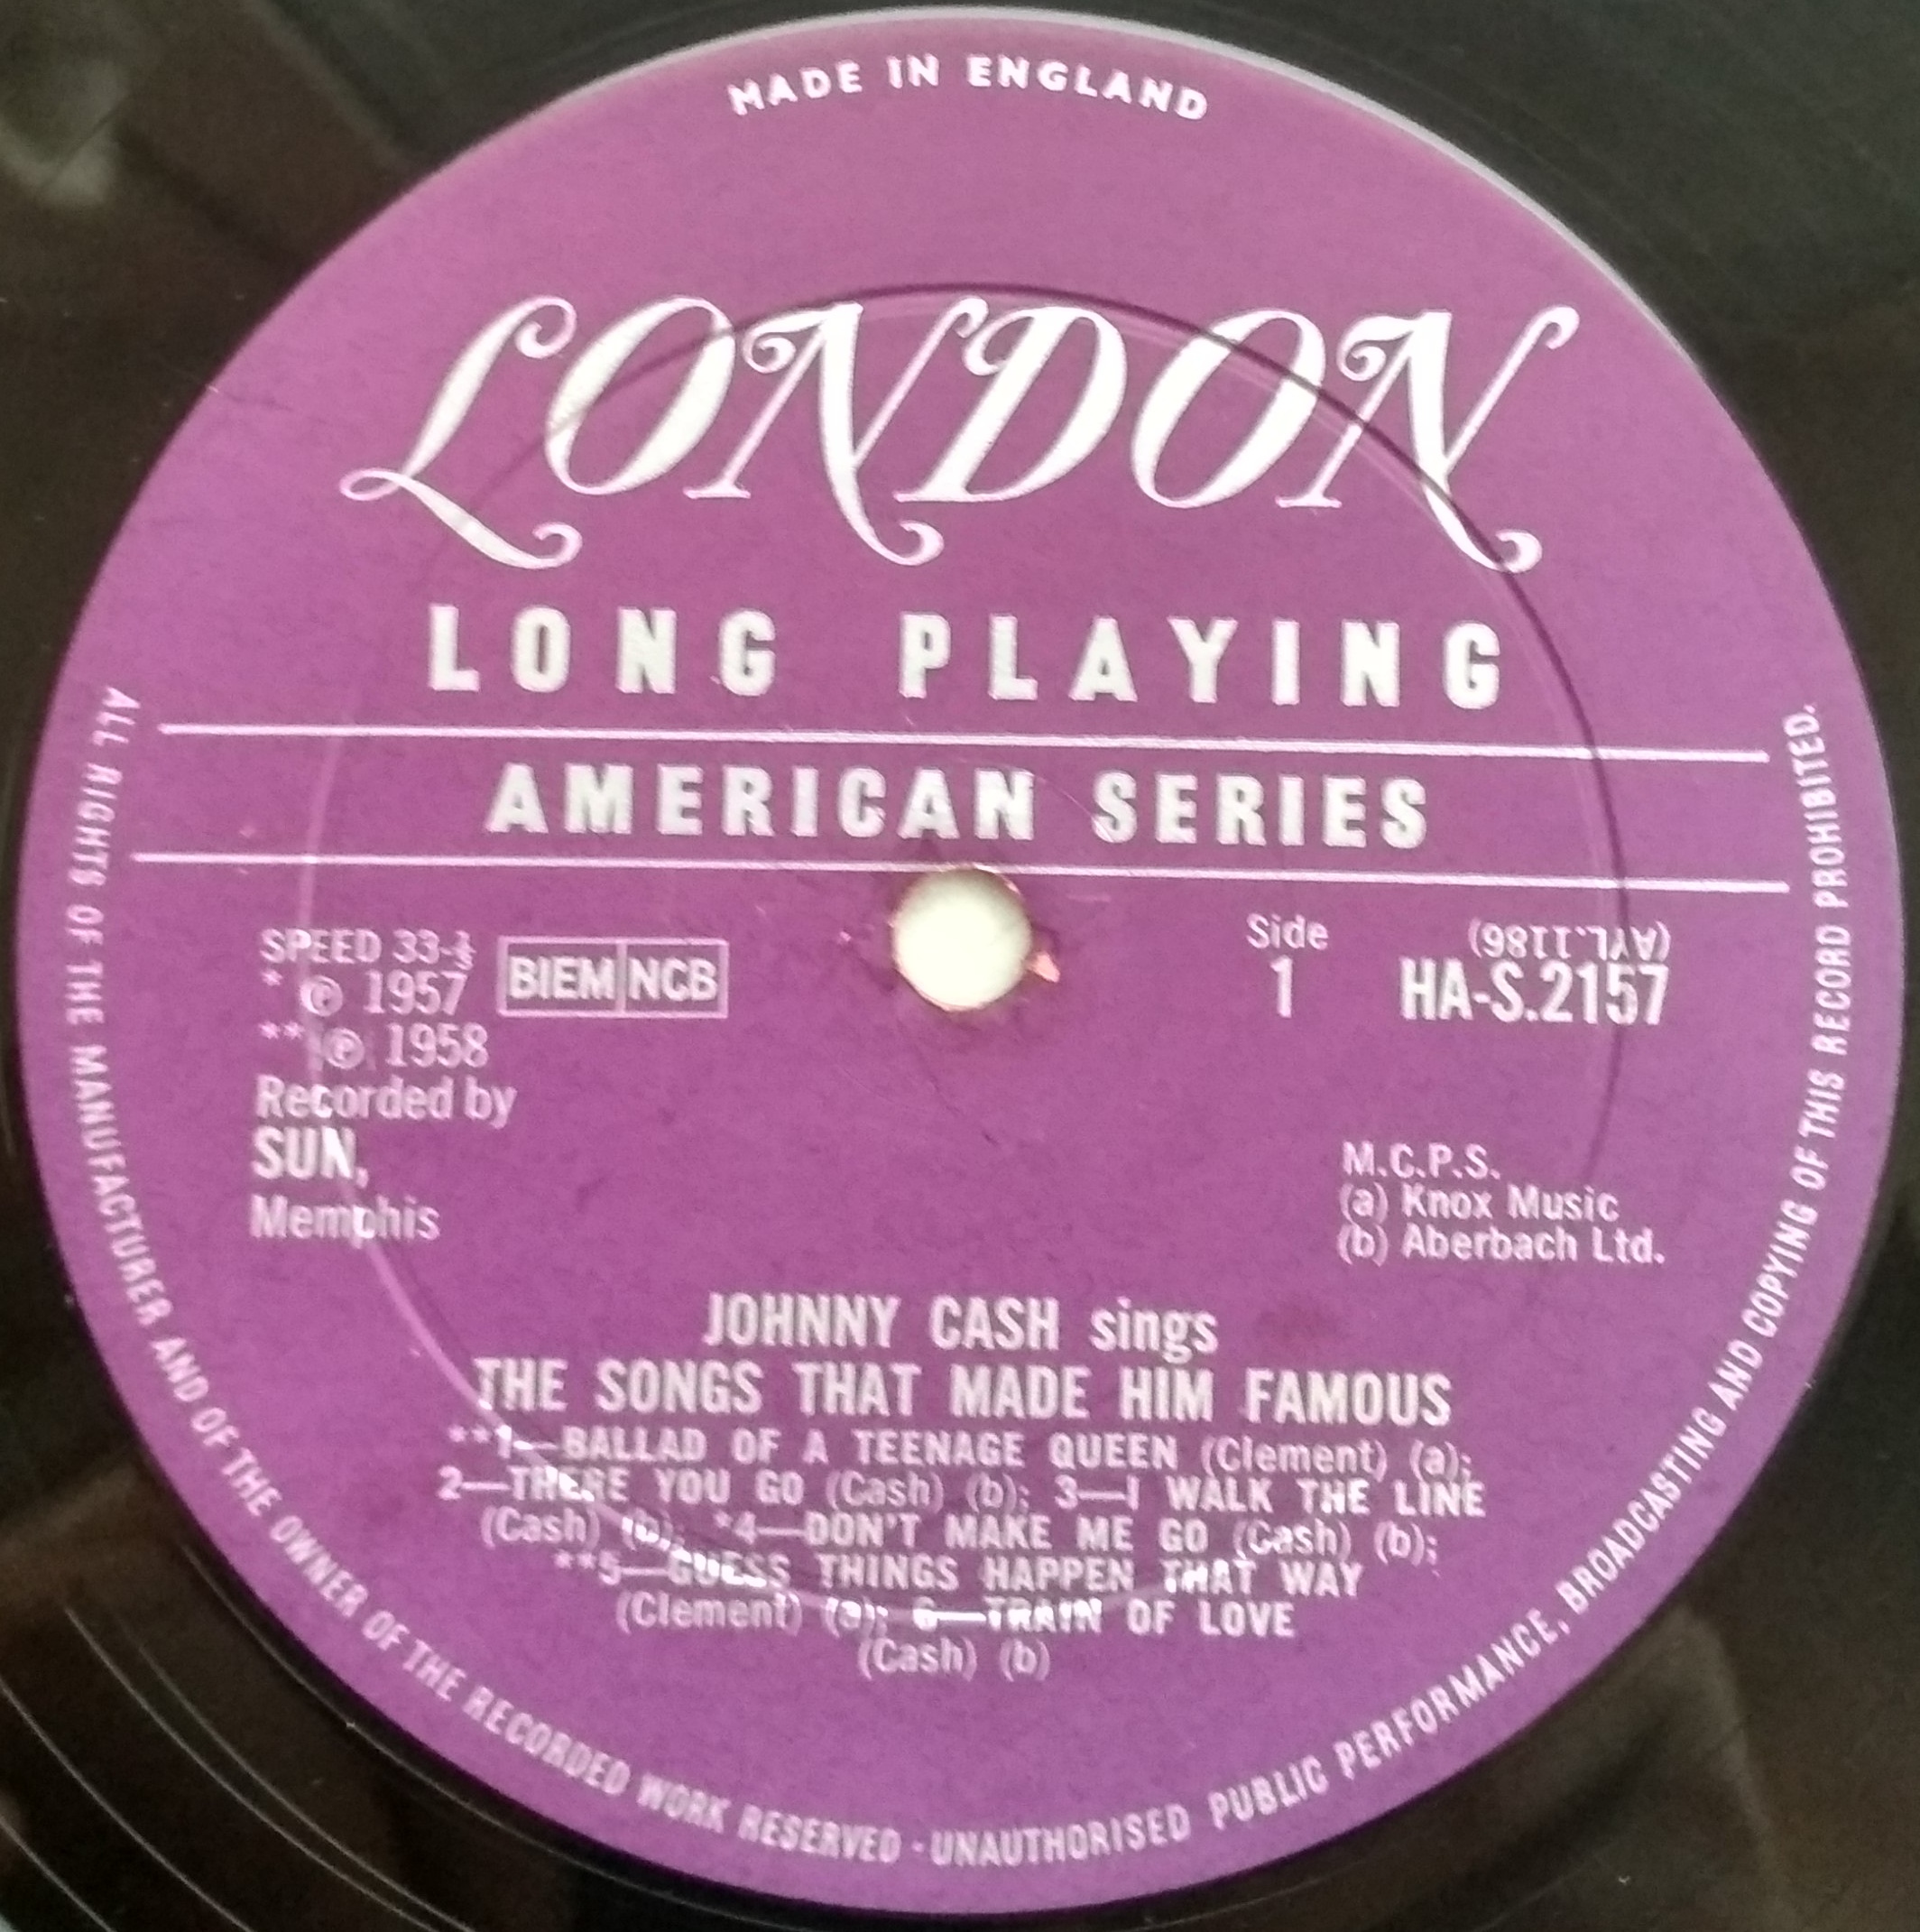 MADE IN ENGLAND
LONDON
LONG PLAYING
AMERICAN SERIES
SPEED 33-⅓
* ℗ 1957
** ℗ 1958
BIEM NCB
Recorded by
SUN,
Memphis
Side
1
(AYL.1186)
HA-S.2157
M.C.P.S.
(a) Knox Music
(b) Aberbach Ltd.
JOHNNY CASH sings
THE SONGS THAT MADE HIM FAMOUS
**1—BALLAD OF A TEENAGE QUEEN (Clement) (a);
2—THERE YOU GO (Cash) (b); 3—I WALK THE LINE
(Cash) (b); *4—DON'T MAKE ME GO (Cash) (b);
**5—GUESS THINGS HAPPEN THAT WAY
(Clement) (a); 6—TRAIN OF LOVE
(Cash) (b)
ALL RIGHTS OF THE MANUFACTURER AND OF THE OWNER OF THE RECORDED WORK RESERVED · UNAUTHORISED PUBLIC PERFORMANCE, BROADCASTING AND COPYING OF THIS RECORD PROHIBITED.